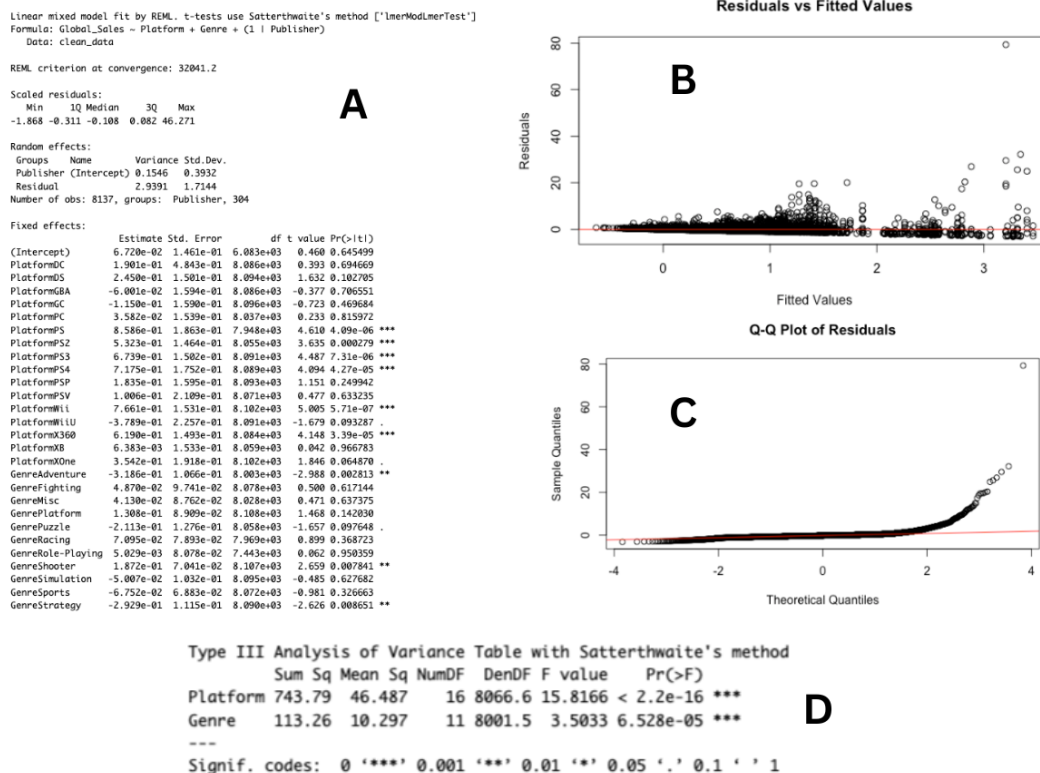 Linear mixed model fit by REML. t-tests use Satterthwaite's method ['lmerModLmerTest']
Formula: Global_Sales ~ Platform + Genre + (1 | Publisher)
Data: clean_data
REML criterion at convergence: 32041.2
Scaled residuals:
Min 1Q Median 3Q Max
-1.868 -0.311 -0.108 0.082 46.271
Random effects:
Groups Name Variance Std.Dev.
Publisher (Intercept) 0.1546 0.3932
Residual 2.9391 1.7144
Number of obs: 8137, groups: Publisher, 304
Fixed effects:
Estimate Std. Error df t value Pr(>|t|)
(Intercept) 6.720e-02 1.461e-01 6.083e+03 0.460 0.645499
PlatformDC 1.901e-01 4.843e-01 8.086e+03 0.393 0.694669
PlatformDS 2.450e-01 1.501e-01 8.094e+03 1.632 0.102705
PlatformGBA -6.001e-02 1.594e-01 8.086e+03 -0.377 0.706551
PlatformGC -1.150e-01 1.590e-01 8.096e+03 -0.723 0.469684
PlatformPC 3.582e-02 1.539e-01 8.037e+03 0.233 0.815972
PlatformPS 8.586e-01 1.863e-01 7.948e+03 4.610 4.09e-06 ***
PlatformPS2 5.323e-01 1.464e-01 8.055e+03 3.635 0.000279 ***
PlatformPS3 6.739e-01 1.502e-01 8.091e+03 4.487 7.31e-06 ***
PlatformPS4 7.175e-01 1.752e-01 8.089e+03 4.094 4.27e-05 ***
PlatformPSP 1.835e-01 1.595e-01 8.093e+03 1.151 0.249942
PlatformPSV 1.006e-01 2.109e-01 8.071e+03 0.477 0.633235
PlatformWii 7.661e-01 1.531e-01 8.102e+03 5.005 5.71e-07 ***
PlatformWiiU -3.789e-01 2.257e-01 8.091e+03 -1.679 0.093287 .
PlatformX360 6.190e-01 1.493e-01 8.084e+03 4.148 3.39e-05 ***
PlatformXB 6.383e-03 1.533e-01 8.059e+03 0.042 0.966783
PlatformXOne 3.542e-01 1.918e-01 8.102e+03 1.846 0.064870 .
GenreAdventure -3.186e-01 1.066e-01 8.003e+03 -2.988 0.002813 **
GenreFighting 4.870e-02 9.741e-02 8.078e+03 0.500 0.617144
GenreMisc 4.130e-02 8.762e-02 8.028e+03 0.471 0.637375
GenrePlatform 1.308e-01 8.909e-02 8.108e+03 1.468 0.142030
GenrePuzzle -2.113e-01 1.276e-01 8.058e+03 -1.657 0.097648 .
GenreRacing 7.095e-02 7.893e-02 7.969e+03 0.899 0.368723
GenreRole-Playing 5.029e-03 8.078e-02 7.443e+03 0.062 0.950359
GenreShooter 1.872e-01 7.041e-02 8.107e+03 2.659 0.007841 **
GenreSimulation -5.007e-02 1.032e-01 8.095e+03 -0.485 0.627682
GenreSports -6.752e-02 6.883e-02 8.072e+03 -0.981 0.326663
GenreStrategy -2.929e-01 1.115e-01 8.090e+03 -2.626 0.008651 **
A
Residuals vs Fitted Values
B
Residuals
80
60
40
20
0
0 1 2 3
Fitted Values
Q-Q Plot of Residuals
C
Sample Quantiles
80
60
40
20
0
-4 -2 0 2 4
Theoretical Quantiles
Type III Analysis of Variance Table with Satterthwaite's method
Sum Sq Mean Sq NumDF DenDF F value Pr(>F)
Platform 743.79 46.487 16 8066.6 15.8166 < 2.2e-16 ***
Genre 113.26 10.297 11 8001.5 3.5033 6.528e-05 ***
---
Signif. codes: 0 ‘***’ 0.001 ‘**’ 0.01 ‘*’ 0.05 ‘.’ 0.1 ‘ ’ 1
D